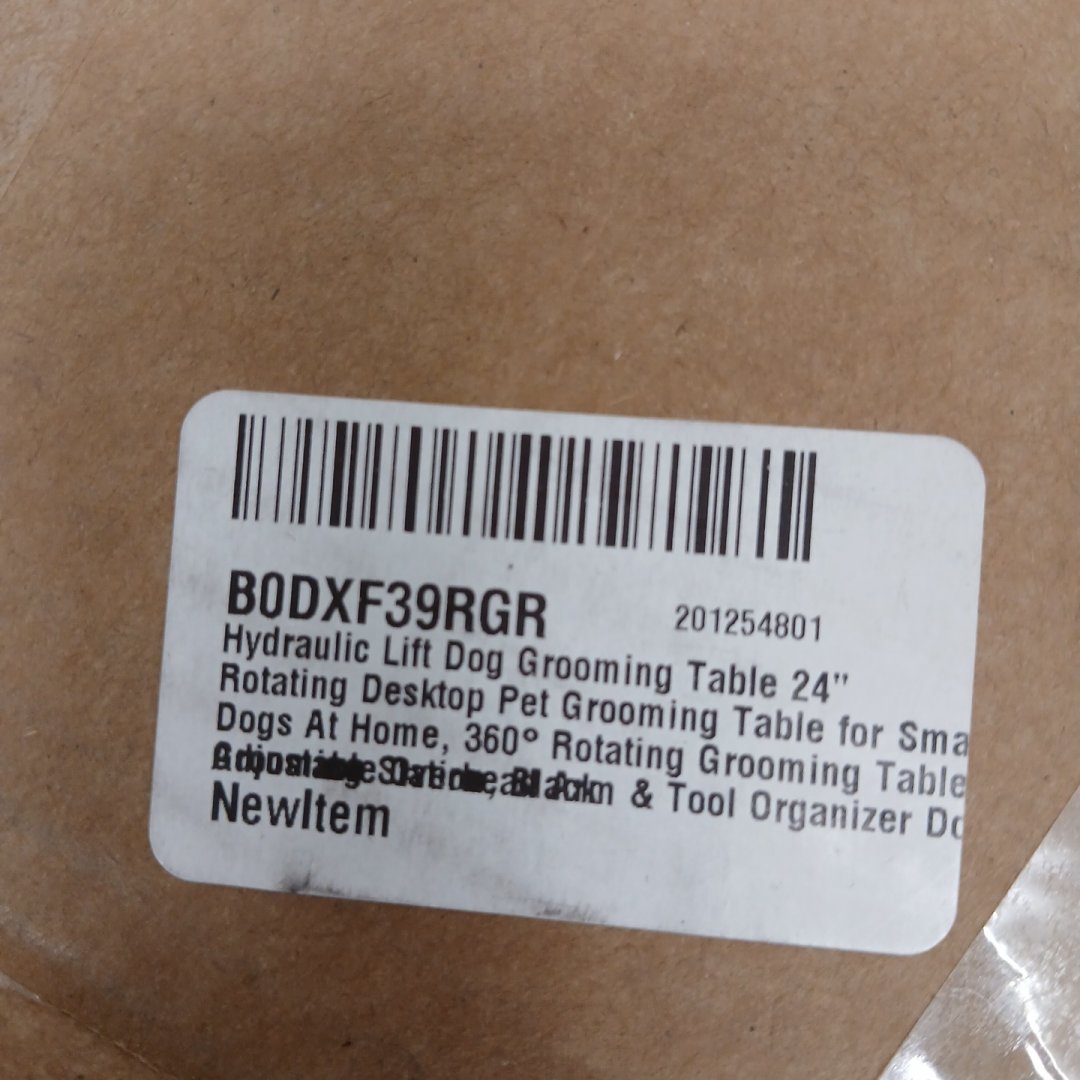 B0DXF39RGR 201254801
Hydraulic Lift Dog Grooming Table 24"
Rotating Desktop Pet Grooming Table for Sma
Dogs At Home, 360° Rotating Grooming Table
& Tool Organizer Do
NewItem